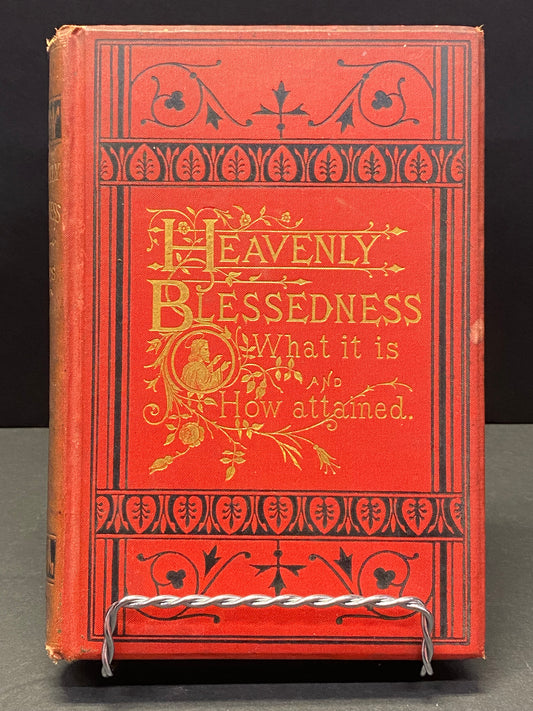 Heavenly
Blessedness
What it is
and
How attained.